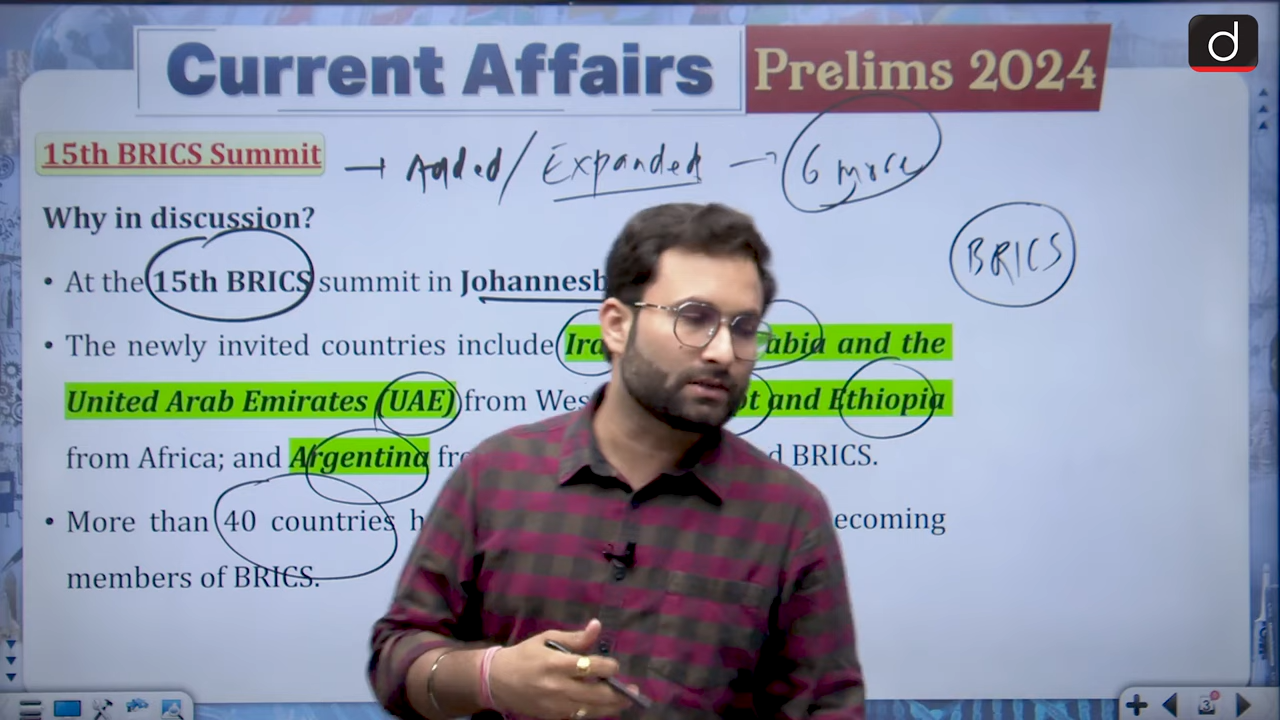 d
Current Affairs Prelims 2024
15th BRICS Summit → Added/Expanded → 6 more
Why in discussion?
BRICS
• At the 15th BRICS summit in Johannesb
• The newly invited countries include Ira abia and the
United Arab Emirates (UAE) from Wes t and Ethiopia
from Africa; and Argentina fr d BRICS.
• More than 40 countries h ecoming
members of BRICS.
3